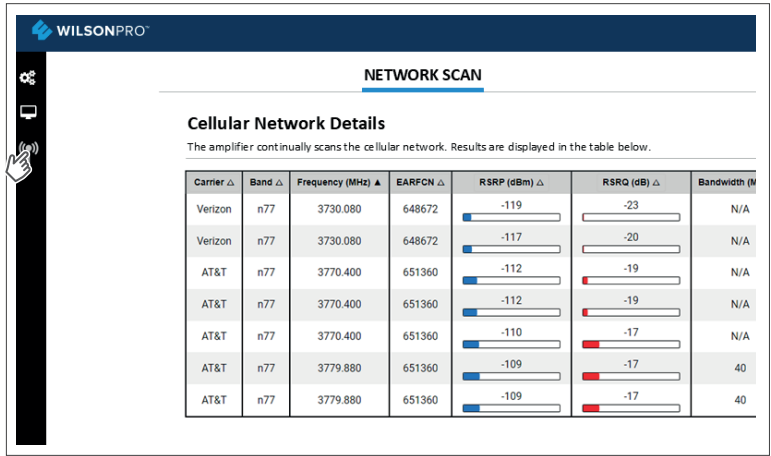 WILSONPRO™
NETWORK SCAN
Cellular Network Details
The amplifier continually scans the cellular network. Results are displayed in the table below.
Carrier △ Band △ Frequency (MHz) ▲ EARFCN △ RSRP (dBm) △ RSRQ (dB) △ Bandwidth (M
Verizon n77 3730.080 648672 -119 -23 N/A
Verizon n77 3730.080 648672 -117 -20 N/A
AT&T n77 3770.400 651360 -112 -19 N/A
AT&T n77 3770.400 651360 -112 -19 N/A
AT&T n77 3770.400 651360 -110 -17 N/A
AT&T n77 3779.880 651360 -109 -17 40
AT&T n77 3779.880 651360 -109 -17 40